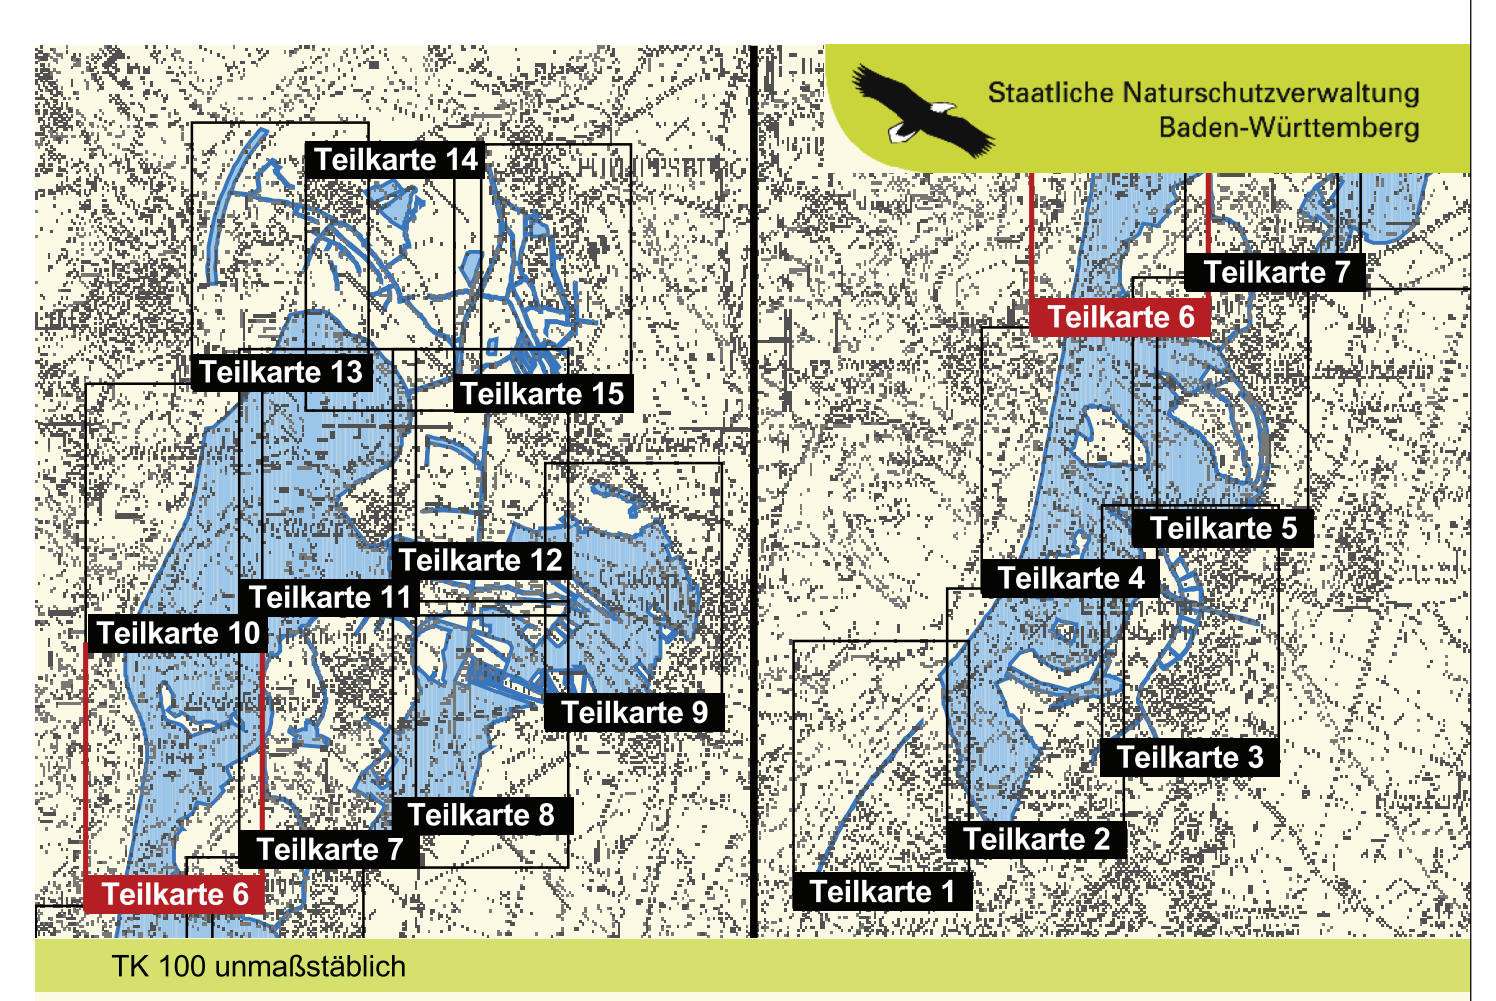 Staatliche Naturschutzverwaltung
Baden-Württemberg
Teilkarte 14
Teilkarte 13
Teilkarte 15
Teilkarte 12
Teilkarte 11
Teilkarte 10
Teilkarte 9
Teilkarte 8
Teilkarte 7
Teilkarte 6
Teilkarte 7
Teilkarte 6
Teilkarte 5
Teilkarte 4
Teilkarte 3
Teilkarte 2
Teilkarte 1
TK 100 unmaßstäblich